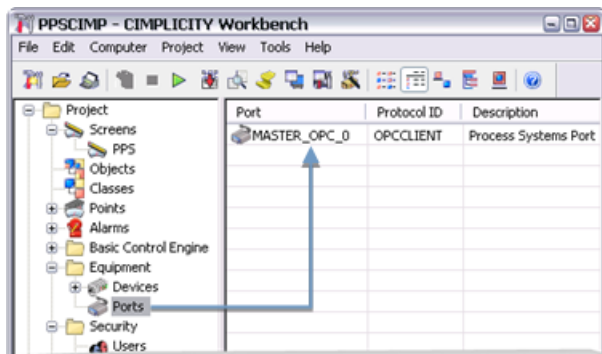 PPSCIMP - CIMPLICITY Workbench
File Edit Computer Project View Tools Help
Project
Screens
PPS
Objects
Classes
Points
Alarms
Basic Control Engine
Equipment
Devices
Ports
Security
Users
Port Protocol ID Description
MASTER_OPC_0 OPCCLIENT Process Systems Port